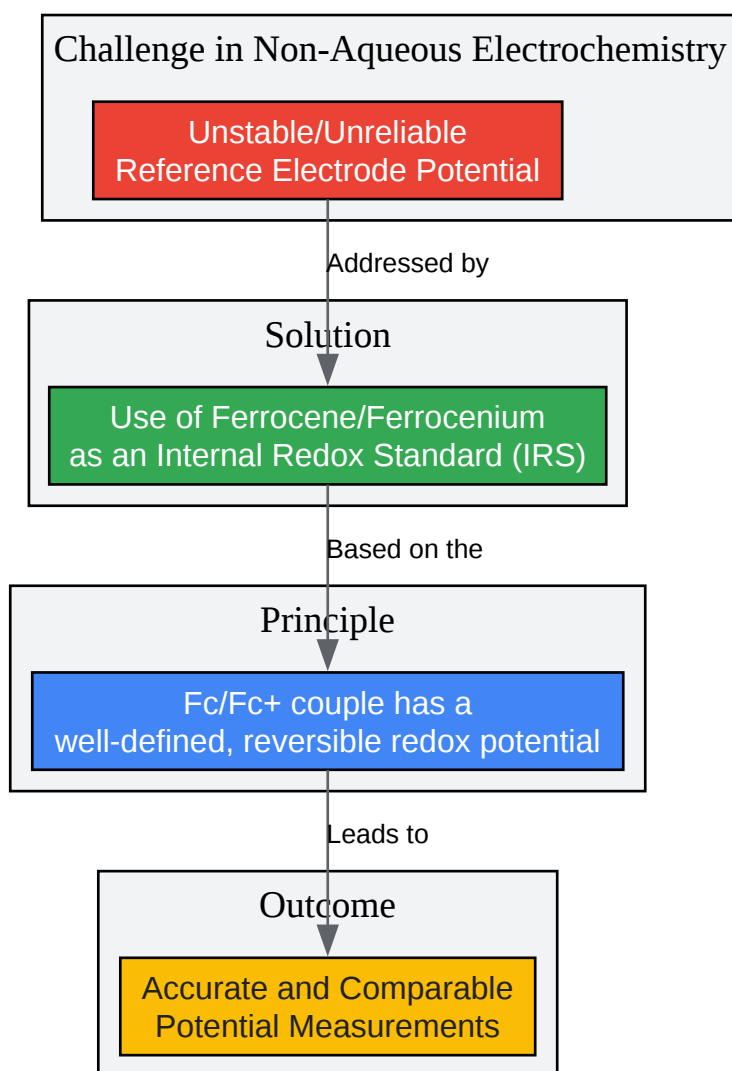 Challenge in Non-Aqueous Electrochemistry
Unstable/Unreliable
Reference Electrode Potential
Addressed by
Solution
Use of Ferrocene/Ferrocenium
as an Internal Redox Standard (IRS)
Based on the
Principle
Fc/Fc+ couple has a
well-defined, reversible redox potential
Leads to
Outcome
Accurate and Comparable
Potential Measurements